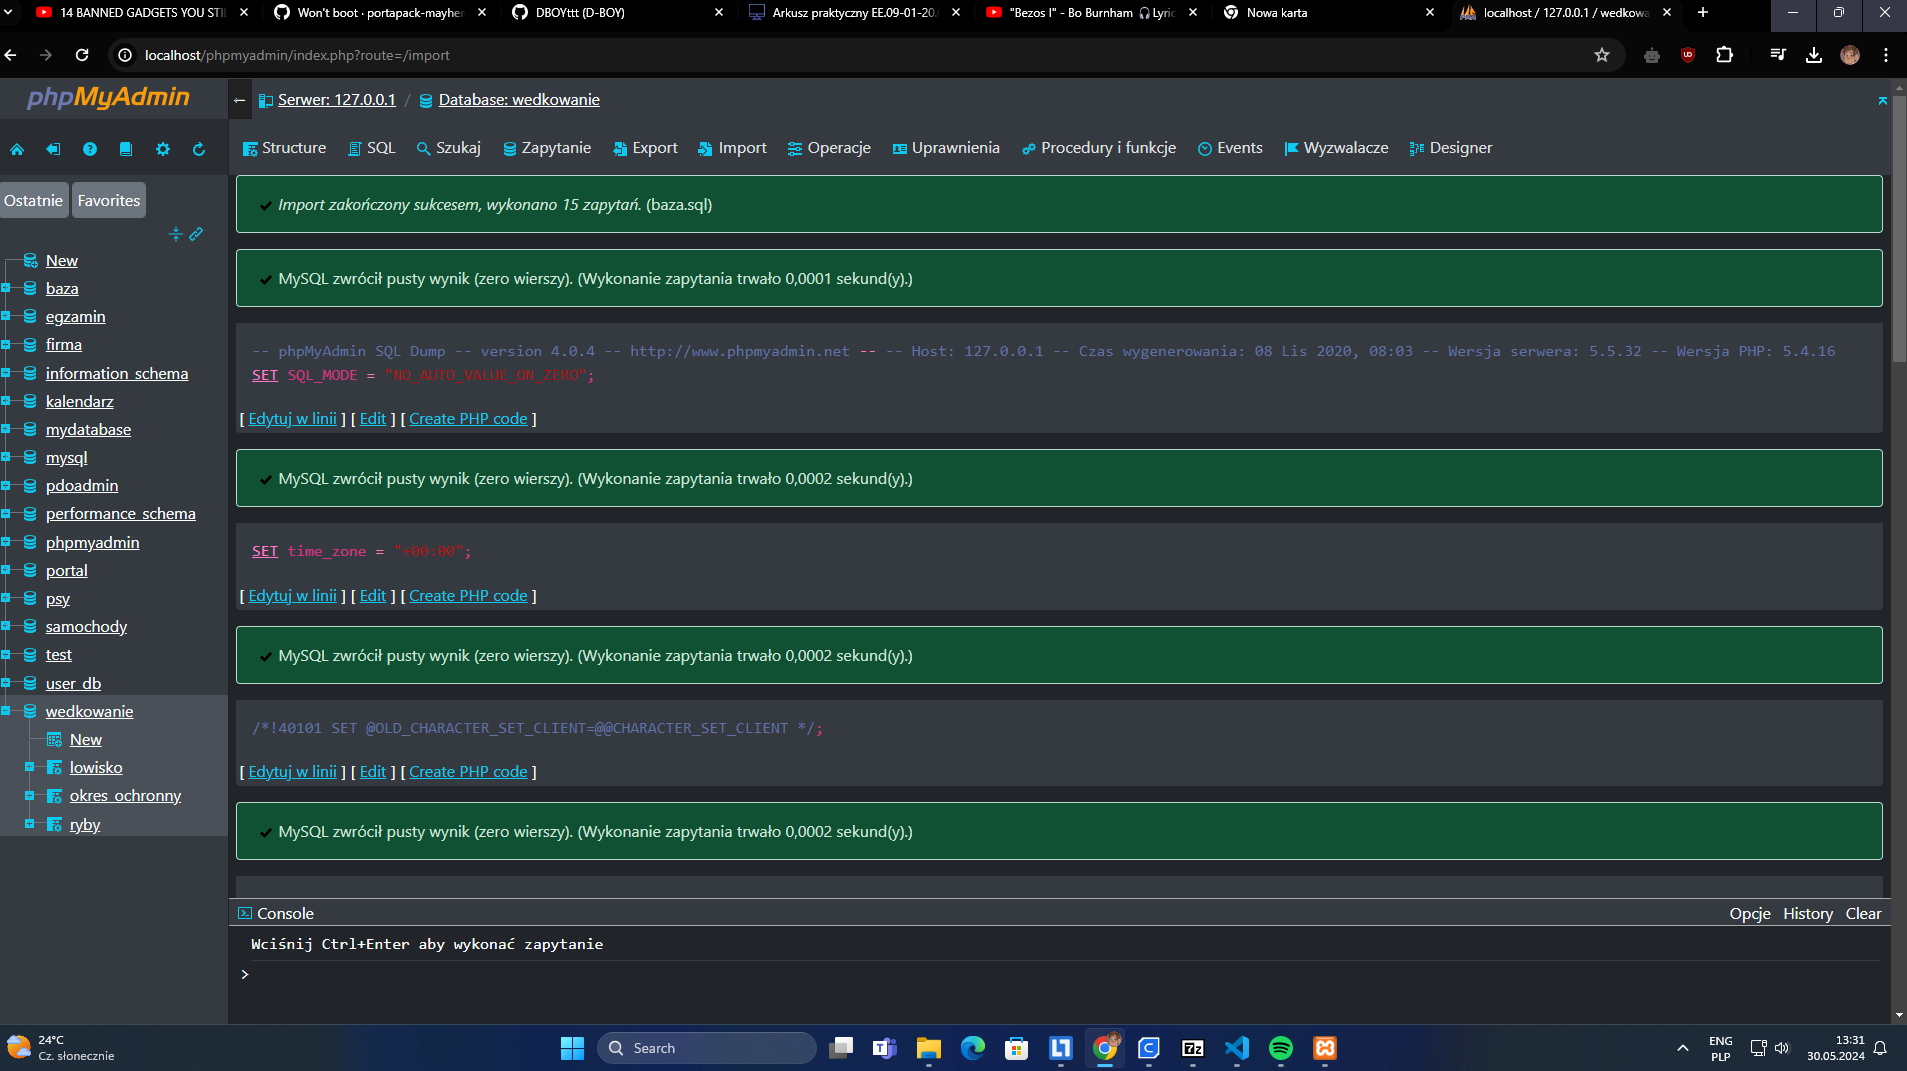 14 BANNED GADGETS YOU STIL
Won't boot · portapack-mayhem
DBOYttt (D-BOY)
Arkusz praktyczny EE.09-01-20.
"Bezos I" - Bo Burnham 🎧Lyric
Nowa karta
localhost / 127.0.0.1 / wedkowa
localhost/phpmyadmin/index.php?route=/import
phpMyAdmin
Ostatnie Favorites
New
baza
egzamin
firma
information_schema
kalendarz
mydatabase
mysql
pdoadmin
performance_schema
phpmyadmin
portal
psy
samochody
test
user_db
wedkowanie
New
lowisko
okres_ochronny
ryby
Serwer: 127.0.0.1 / Database: wedkowanie
Structure SQL Szukaj Zapytanie Export Import Operacje Uprawnienia Procedury i funkcje Events Wyzwalacze Designer
Import zakończony sukcesem, wykonano 15 zapytań. (baza.sql)
MySQL zwrócił pusty wynik (zero wierszy). (Wykonanie zapytania trwało 0,0001 sekund(y).)
-- phpMyAdmin SQL Dump -- version 4.0.4 -- http://www.phpmyadmin.net -- -- Host: 127.0.0.1 -- Czas wygenerowania: 08 Lis 2020, 08:03 -- Wersja serwera: 5.5.32 -- Wersja PHP: 5.4.16
SET SQL_MODE = "NO_AUTO_VALUE_ON_ZERO";
[ Edytuj w linii ] [ Edit ] [ Create PHP code ]
MySQL zwrócił pusty wynik (zero wierszy). (Wykonanie zapytania trwało 0,0002 sekund(y).)
SET time_zone = "+00:00";
[ Edytuj w linii ] [ Edit ] [ Create PHP code ]
MySQL zwrócił pusty wynik (zero wierszy). (Wykonanie zapytania trwało 0,0002 sekund(y).)
/*!40101 SET @OLD_CHARACTER_SET_CLIENT=@@CHARACTER_SET_CLIENT */;
[ Edytuj w linii ] [ Edit ] [ Create PHP code ]
MySQL zwrócił pusty wynik (zero wierszy). (Wykonanie zapytania trwało 0,0002 sekund(y).)
Console Opcje History Clear
Wciśnij Ctrl+Enter aby wykonać zapytanie
>
24°C
Cz. słonecznie
Search
ENG
PLP
13:31
30.05.2024